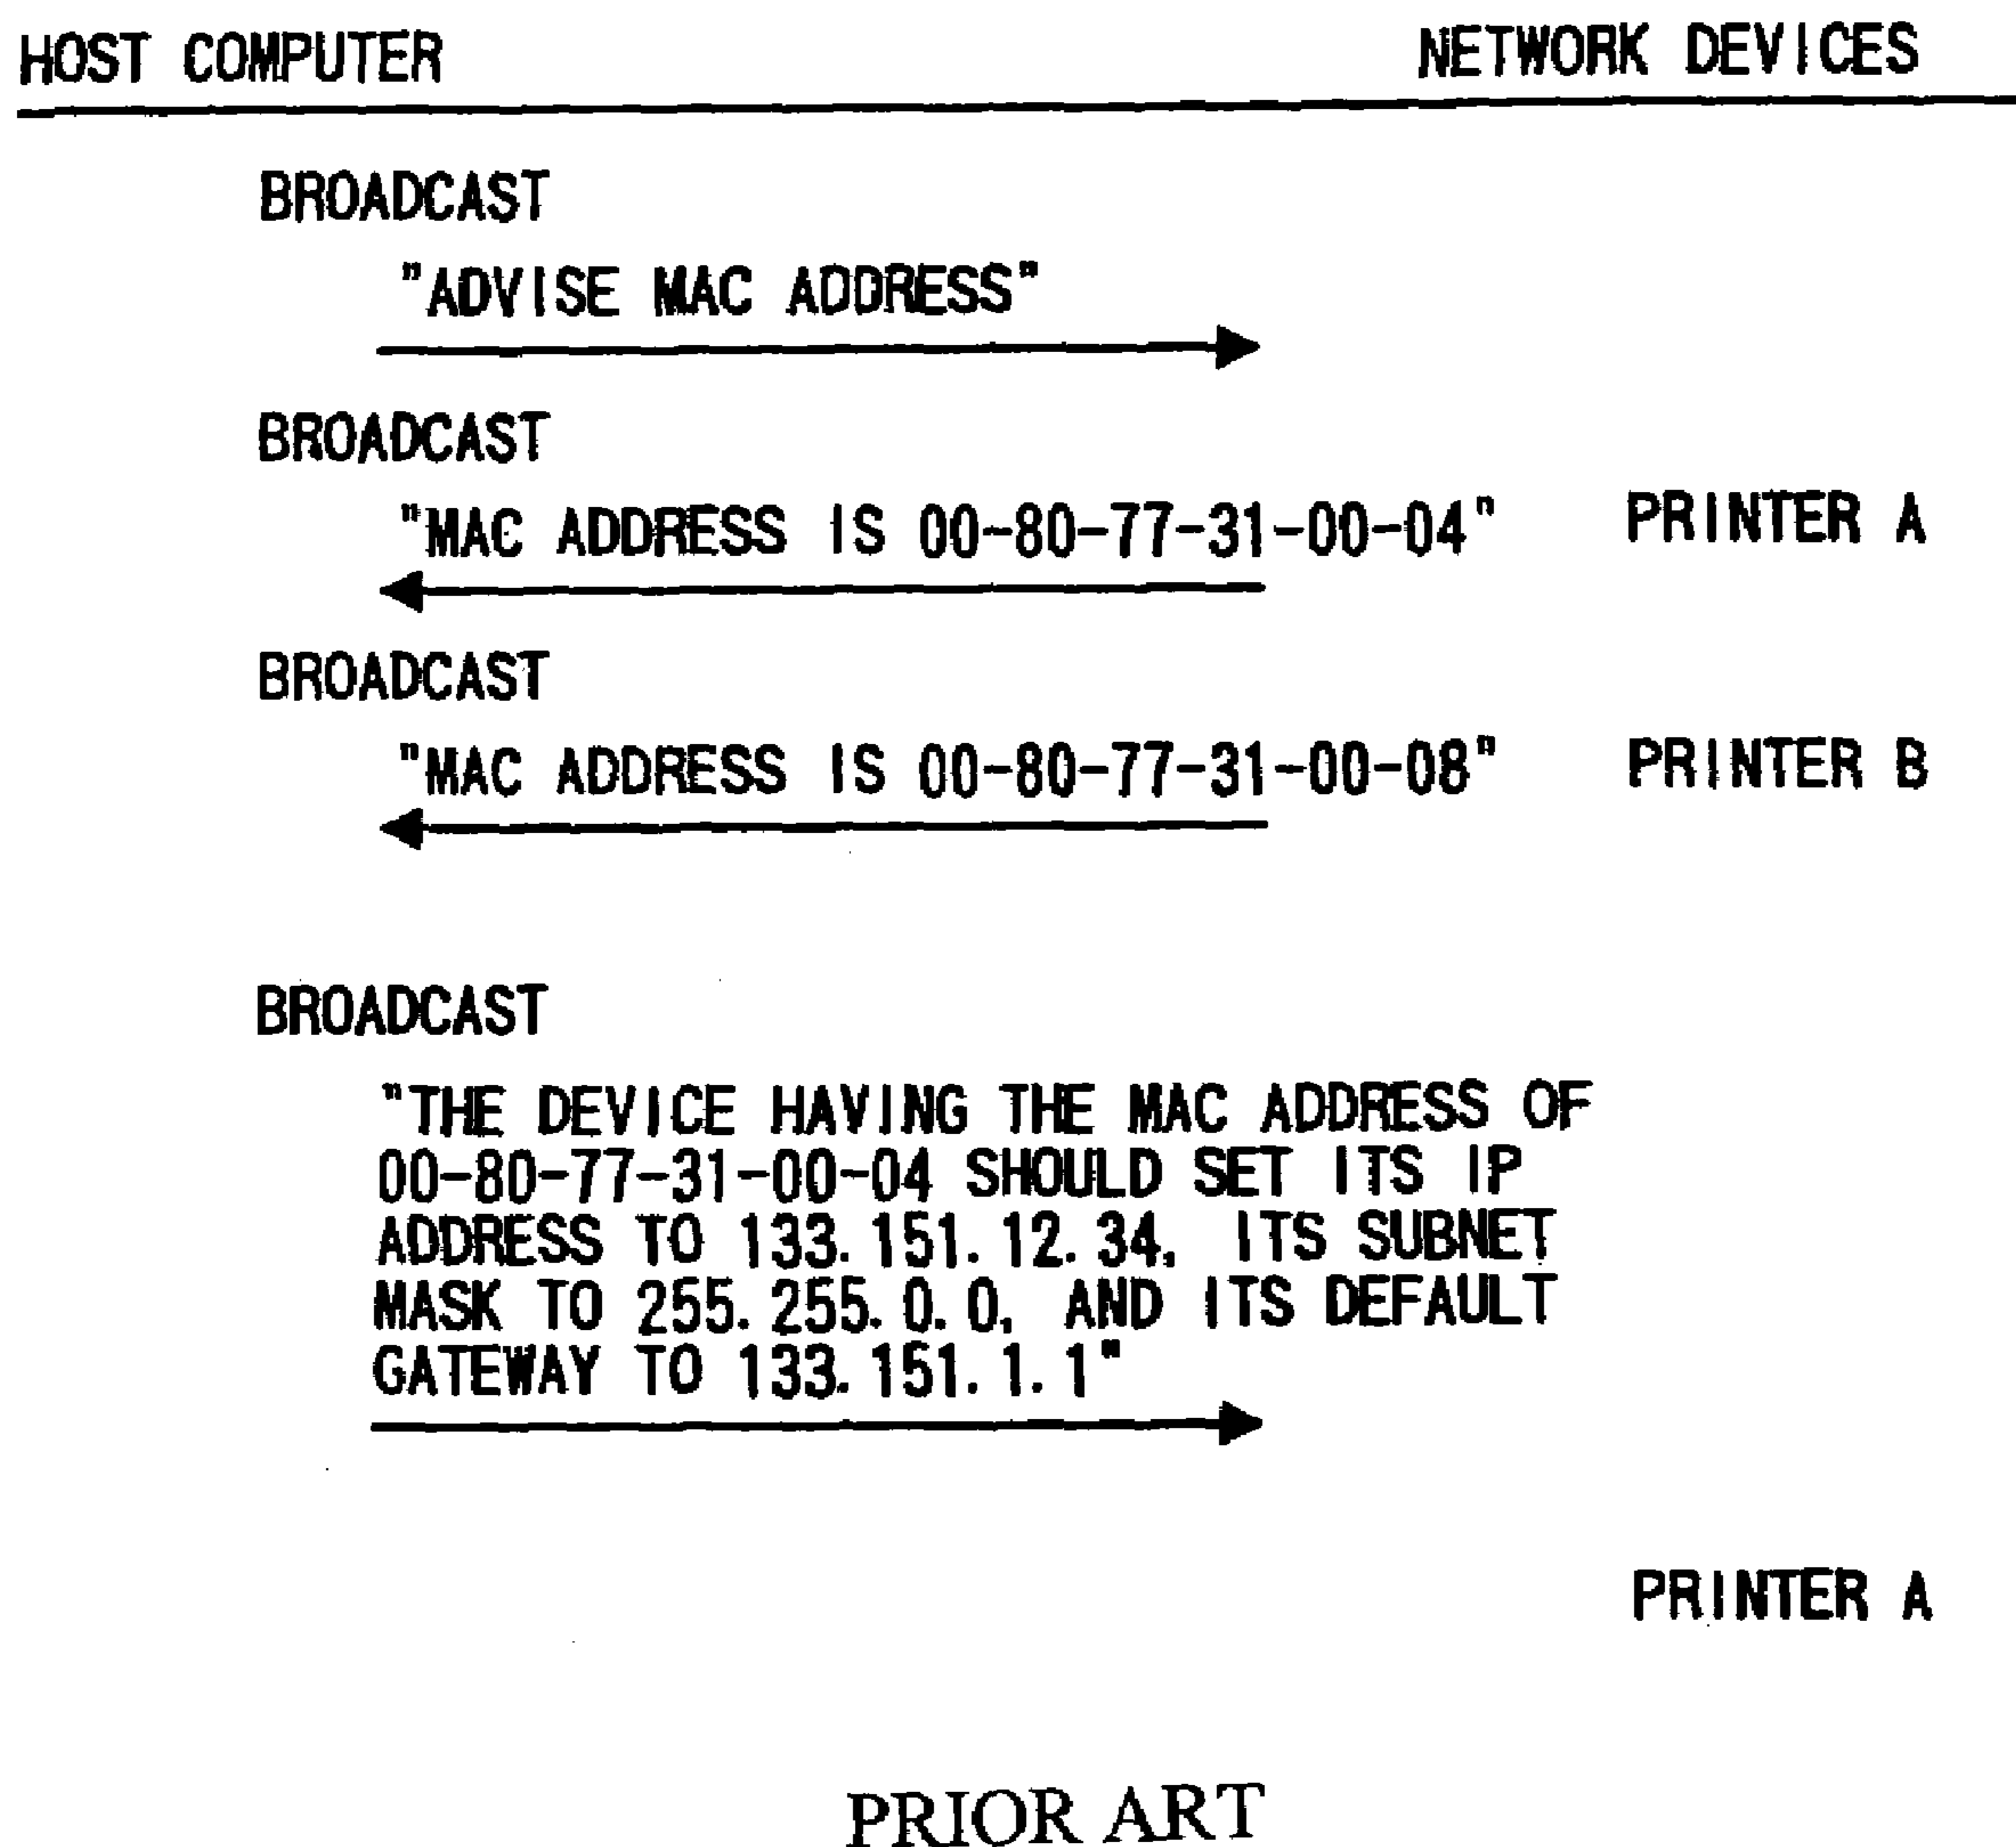 HOST COMPUTER NETWORK DEVICES
BROADCAST
"ADVISE MAC ADDRESS"
BROADCAST
"MAC ADDRESS IS 00-80-77-31-00-04" PRINTER A
BROADCAST
"MAC ADDRESS IS 00-80-77-31-00-08" PRINTER B
BROADCAST
"THE DEVICE HAVING THE MAC ADDRESS OF
00-80-77-31-00-04 SHOULD SET ITS IP
ADDRESS TO 133.151.12.34, ITS SUBNET
MASK TO 255.255.0.0, AND ITS DEFAULT
GATEWAY TO 133.151.1.1"
PRINTER A
PRIOR ART